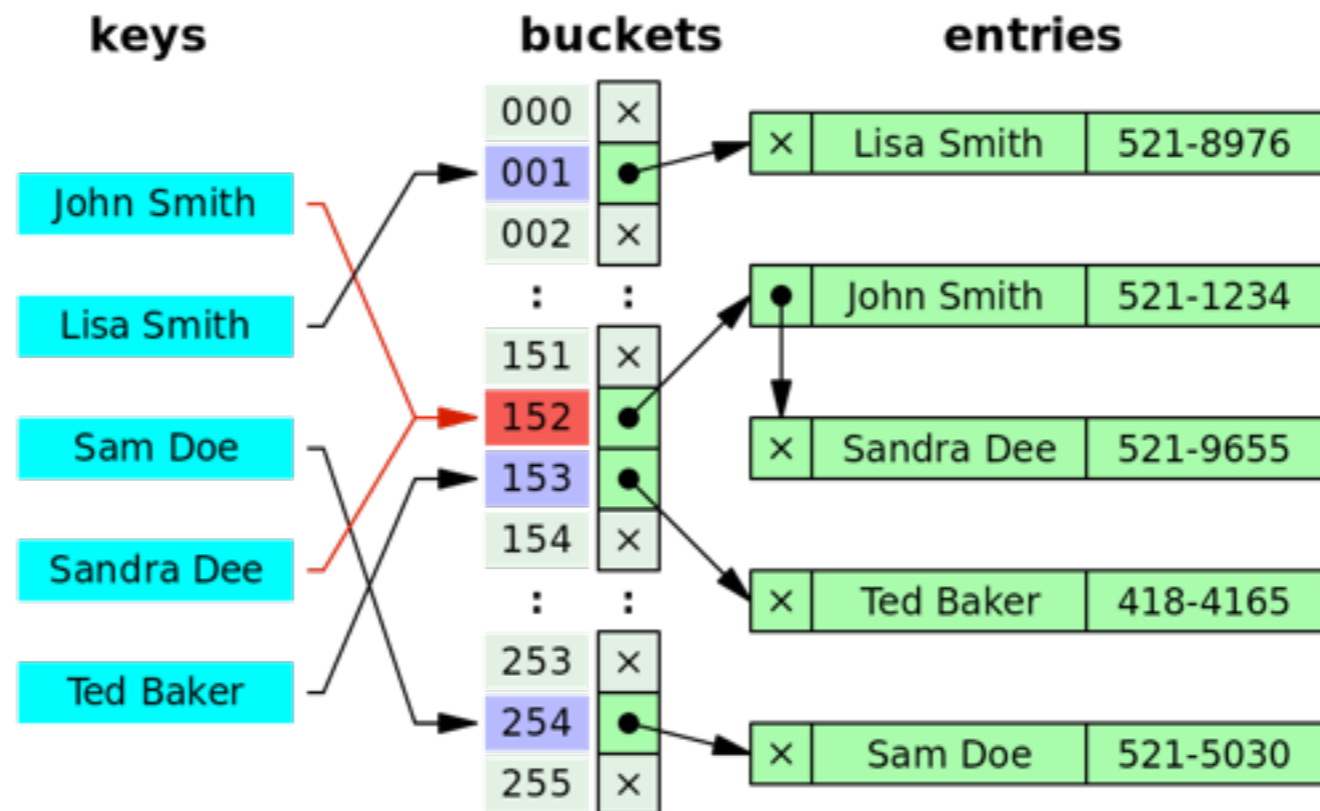 keys
buckets
entries
John Smith
Lisa Smith
Sam Doe
Sandra Dee
Ted Baker
000 ×
001
002 ×
: :
151 ×
152
153
154 ×
: :
253 ×
254
255 ×
× Lisa Smith 521-8976
John Smith 521-1234
× Sandra Dee 521-9655
× Ted Baker 418-4165
× Sam Doe 521-5030